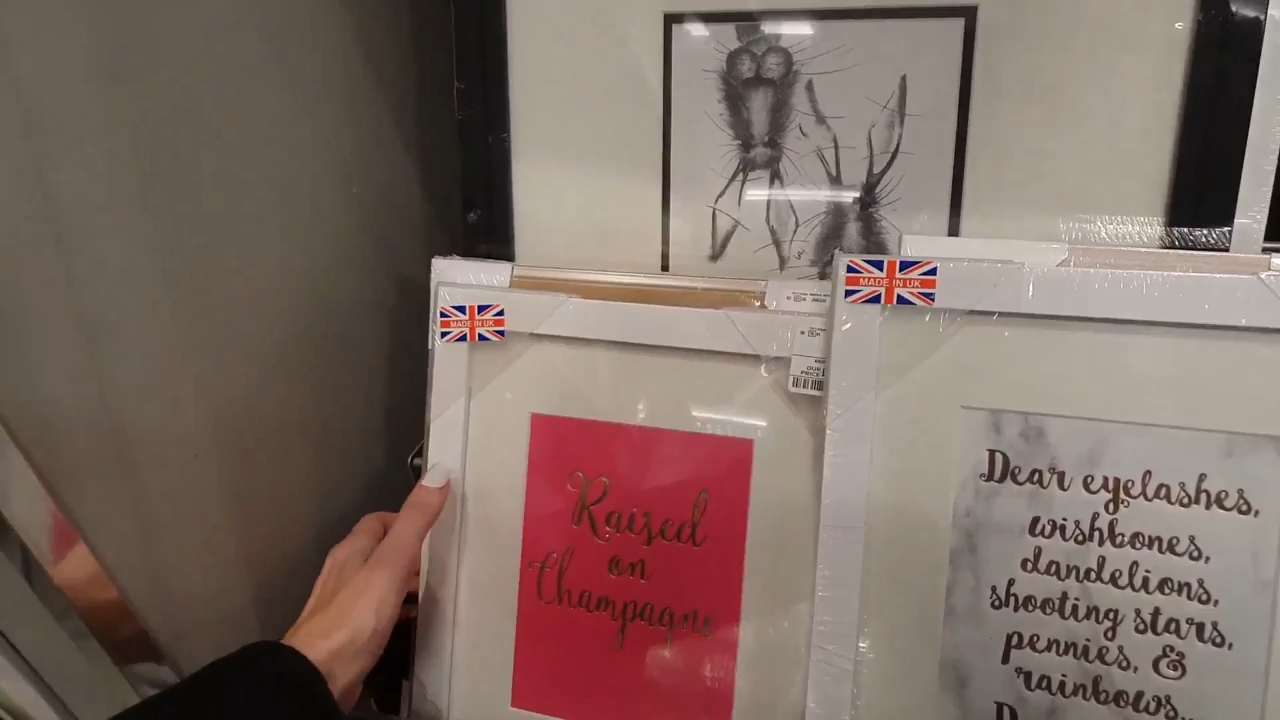 MADE IN UK
OUR
PRICE
Raised
on
Champagne
MADE IN UK
Dear eyelashes,
wishbones,
dandelions,
shooting stars,
pennies, &
rainbows..